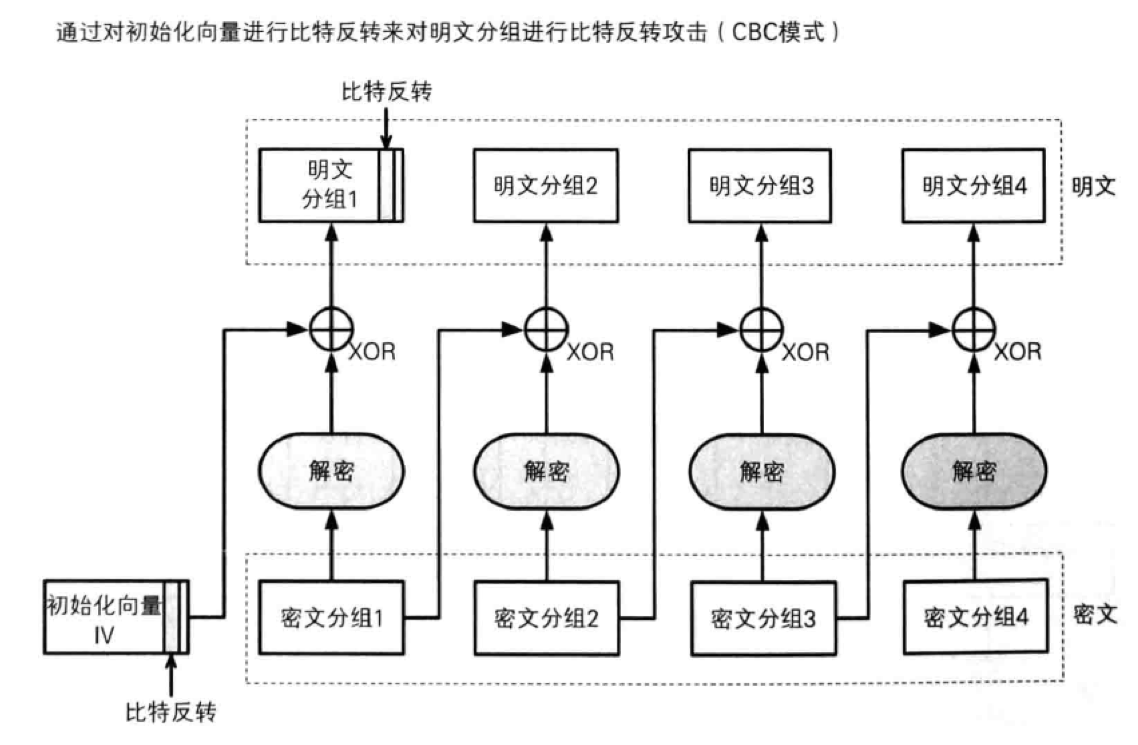 通过对初始化向量进行比特反转来对明文分组进行比特反转攻击（CBC模式）
比特反转
明文
分组1
明文分组2
明文分组3
明文分组4
明文
XOR
XOR
XOR
XOR
解密
解密
解密
解密
初始化向量
IV
密文分组1
密文分组2
密文分组3
密文分组4
密文
比特反转